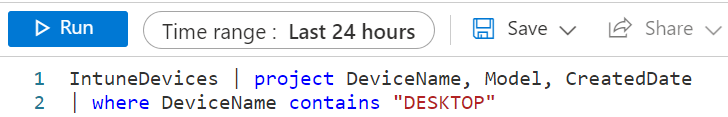 Run Time range : Last 24 hours Save Share
1 IntuneDevices | project DeviceName, Model, CreatedDate
2 | where DeviceName contains "DESKTOP"